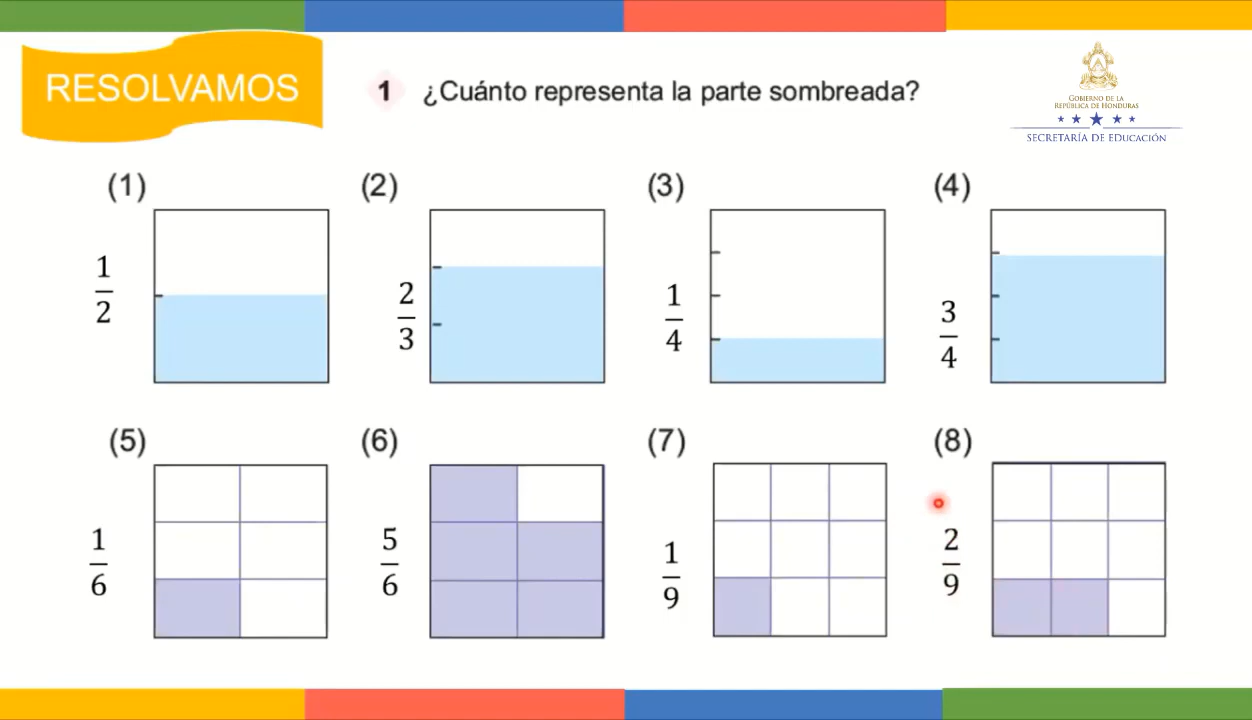 RESOLVAMOS
1 ¿Cuánto representa la parte sombreada?
GOBIERNO DE LA
REPÚBLICA DE HONDURAS
SECRETARÍA DE EDUCACIÓN
(1) (2) (3) (4)
1/2 2/3 1/4 3/4
(5) (6) (7) (8)
1/6 5/6 1/9 2/9